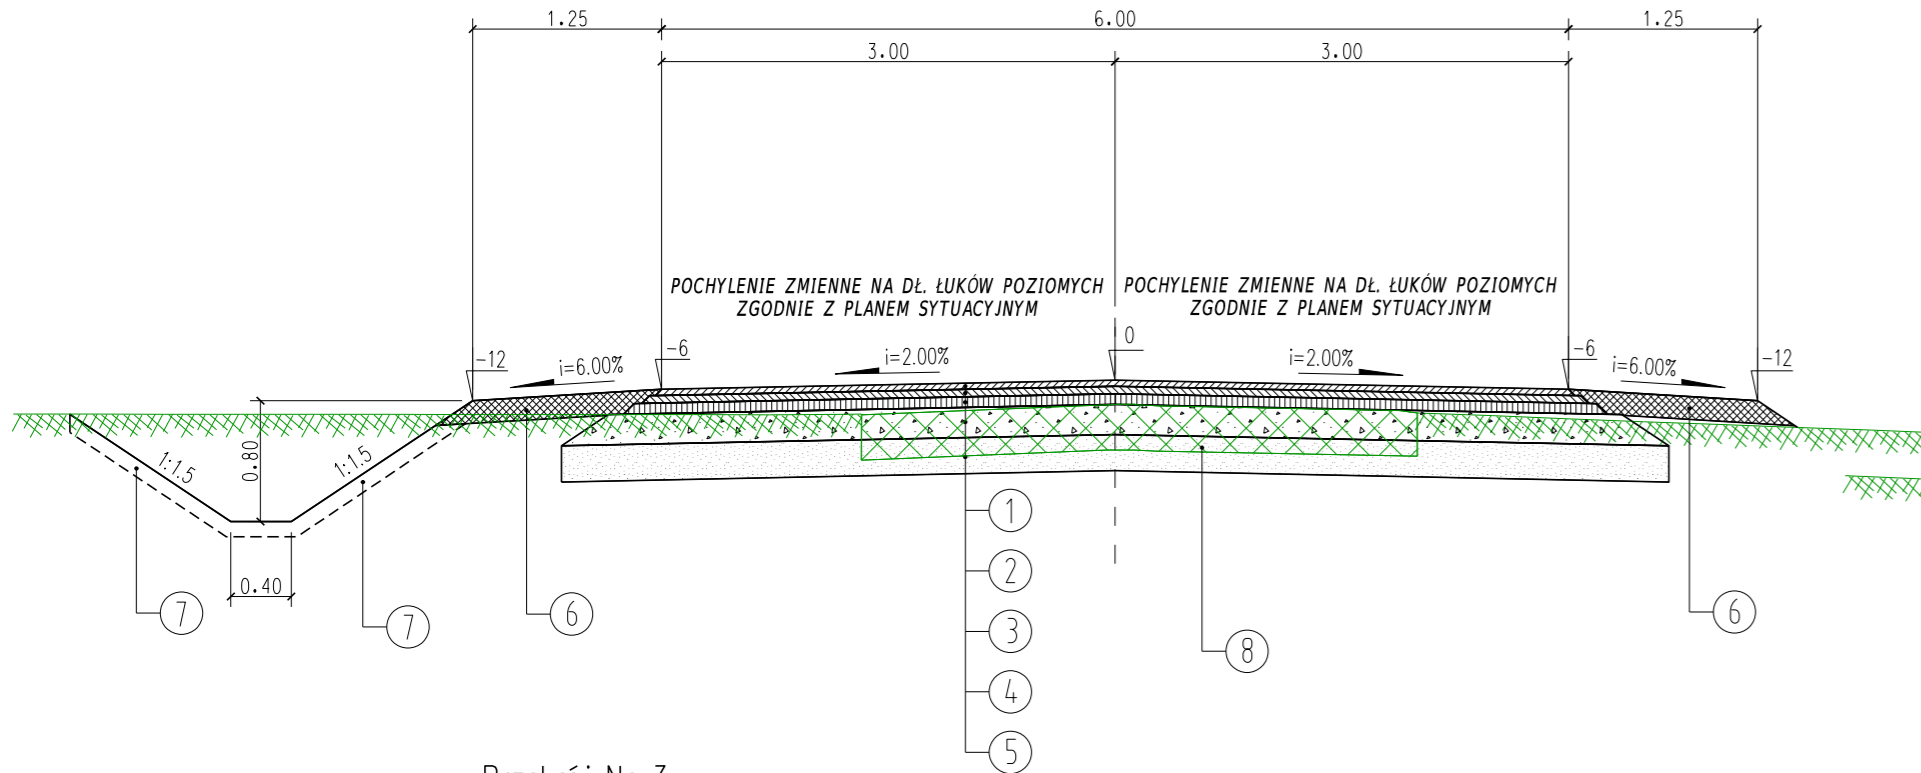 1.25 6.00 1.25
3.00 3.00
POCHYLENIE ZMIENNE NA DŁ. ŁUKÓW POZIOMYCH
ZGODNIE Z PLANEM SYTUACYJNYM
POCHYLENIE ZMIENNE NA DŁ. ŁUKÓW POZIOMYCH
ZGODNIE Z PLANEM SYTUACYJNYM
-12 i=6.00% -6 i=2.00% 0 i=2.00% -6 i=6.00% -12
1:1.5 0.80 1:1.5
0.40
1
2
3
4
5
6
6
7
7
8